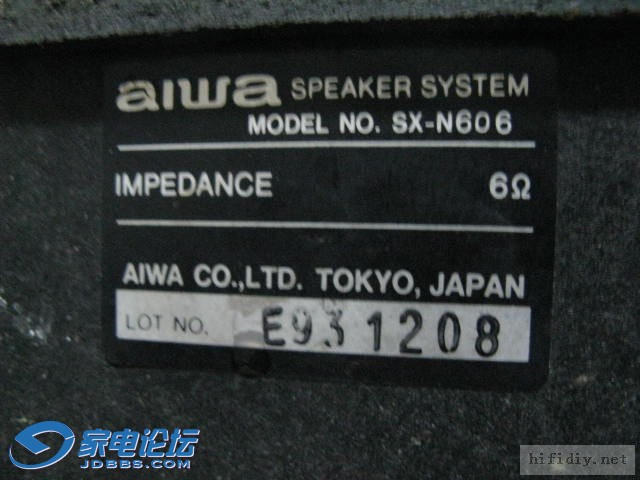 aiwa SPEAKER SYSTEM
MODEL NO. SX-N606
IMPEDANCE 6Ω
AIWA CO.,LTD. TOKYO, JAPAN
LOT NO. E931208
家电论坛
JDBBS.COM
hifidiy.net